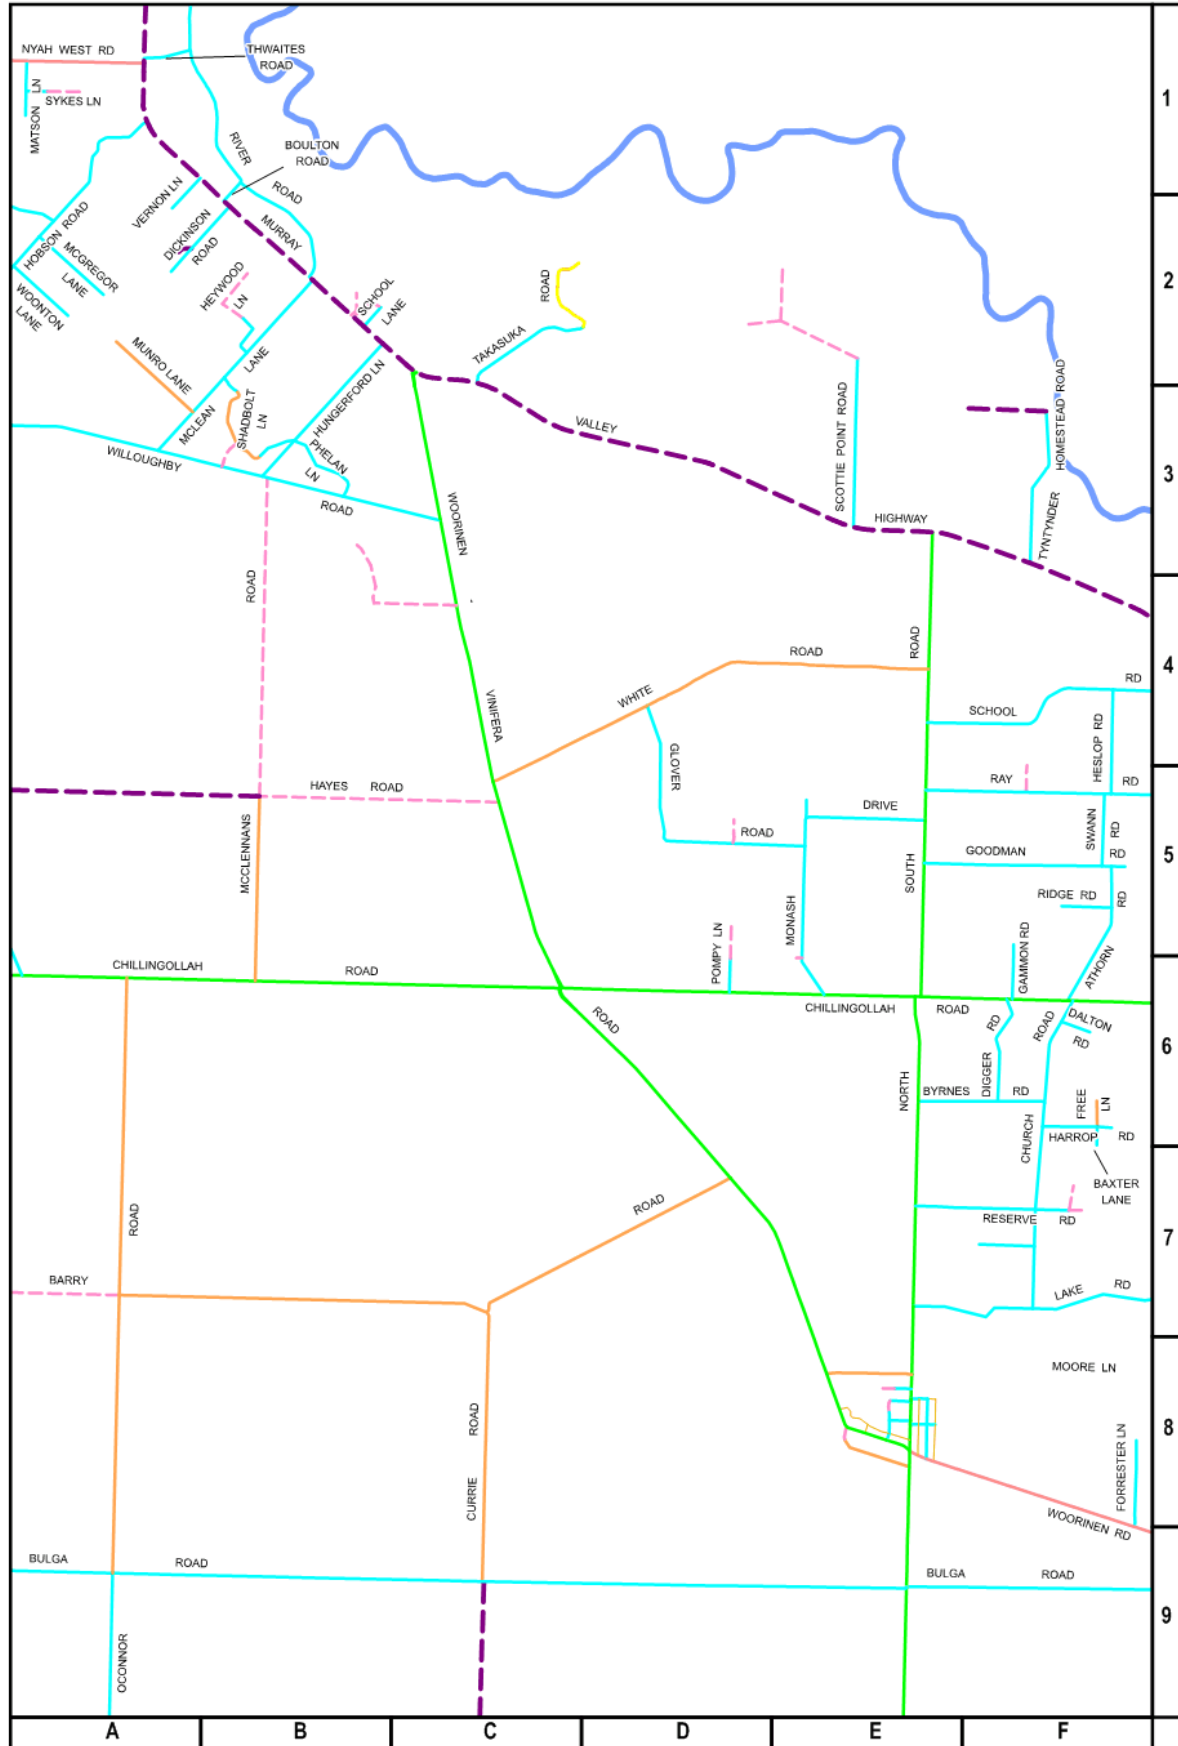 NYAH WEST RD
THWAITES
ROAD
1
MATSON LN
SYKES LN
RIVER
ROAD
BOULTON
ROAD
VERNON LN
HOBSON ROAD
DICKINSON
ROAD
MURRAY
MCGREGOR
LANE
WOONTON
LANE
HEYWOOD
LN
SCHOOL
LANE
ROAD
TAKASUKA
2
MUNRO LANE
LANE
MCLEAN
SHADBOLT
LN
HUNGERFORD LN
PHELAN
LN
WILLOUGHBY
ROAD
VALLEY
SCOTTIE POINT ROAD
HIGHWAY
HOMESTEAD ROAD
TYNTYNDER
3
WOORINEN
ROAD
ROAD
ROAD
WHITE
VINIFERA
GLOVER
SCHOOL
RD
HESLOP RD
4
HAYES ROAD
RAY
RD
DRIVE
ROAD
SWANN
RD
GOODMAN
RD
MCCLENNANS
SOUTH
5
RIDGE RD
RD
MONASH
POMPY LN
GAMMON RD
ATHORN
CHILLINGOLLAH
ROAD
CHILLINGOLLAH
ROAD
ROAD
RD
ROAD
DALTON
RD
6
DIGGER
NORTH
BYRNES
RD
FREE
LN
CHURCH
HARROP
RD
BAXTER
LANE
ROAD
ROAD
RESERVE
RD
7
BARRY
LAKE
RD
MOORE LN
ROAD
CURRIE
8
FORRESTER LN
WOORINEN RD
BULGA
ROAD
BULGA
ROAD
9
OCONNOR
A
B
C
D
E
F